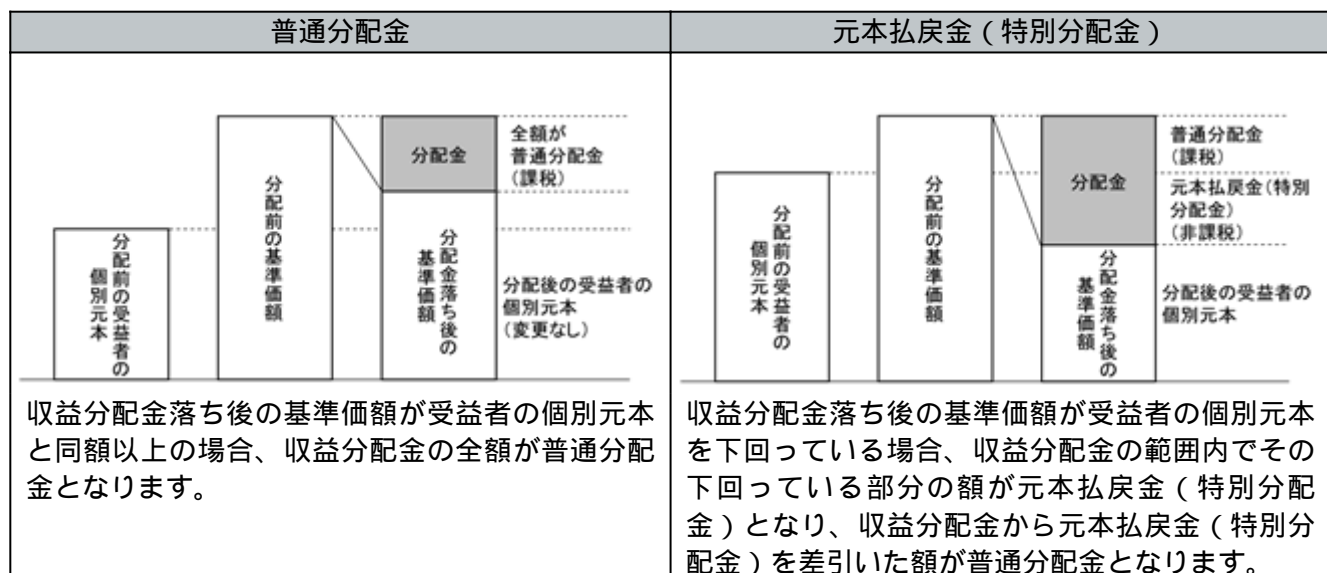 普通分配金
元本払戻金（特別分配金）
分配前の受益者の
個別元本
分配前の基準価額
分配金
分配金落ち後の
基準価額
全額が
普通分配金
（課税）
分配後の受益者の
個別元本
（変更なし）
収益分配金落ち後の基準価額が受益者の個別元本
と同額以上の場合、収益分配金の全額が普通分配
金となります。
分配前の受益者の
個別元本
分配前の基準価額
分配金
分配金落ち後の
基準価額
普通分配金
（課税）
元本払戻金（特別
分配金）
（非課税）
分配後の受益者の
個別元本
収益分配金落ち後の基準価額が受益者の個別元本
を下回っている場合、収益分配金の範囲内でその
下回っている部分の額が元本払戻金（特別分配
金）となり、収益分配金から元本払戻金（特別分
配金）を差引いた額が普通分配金となります。